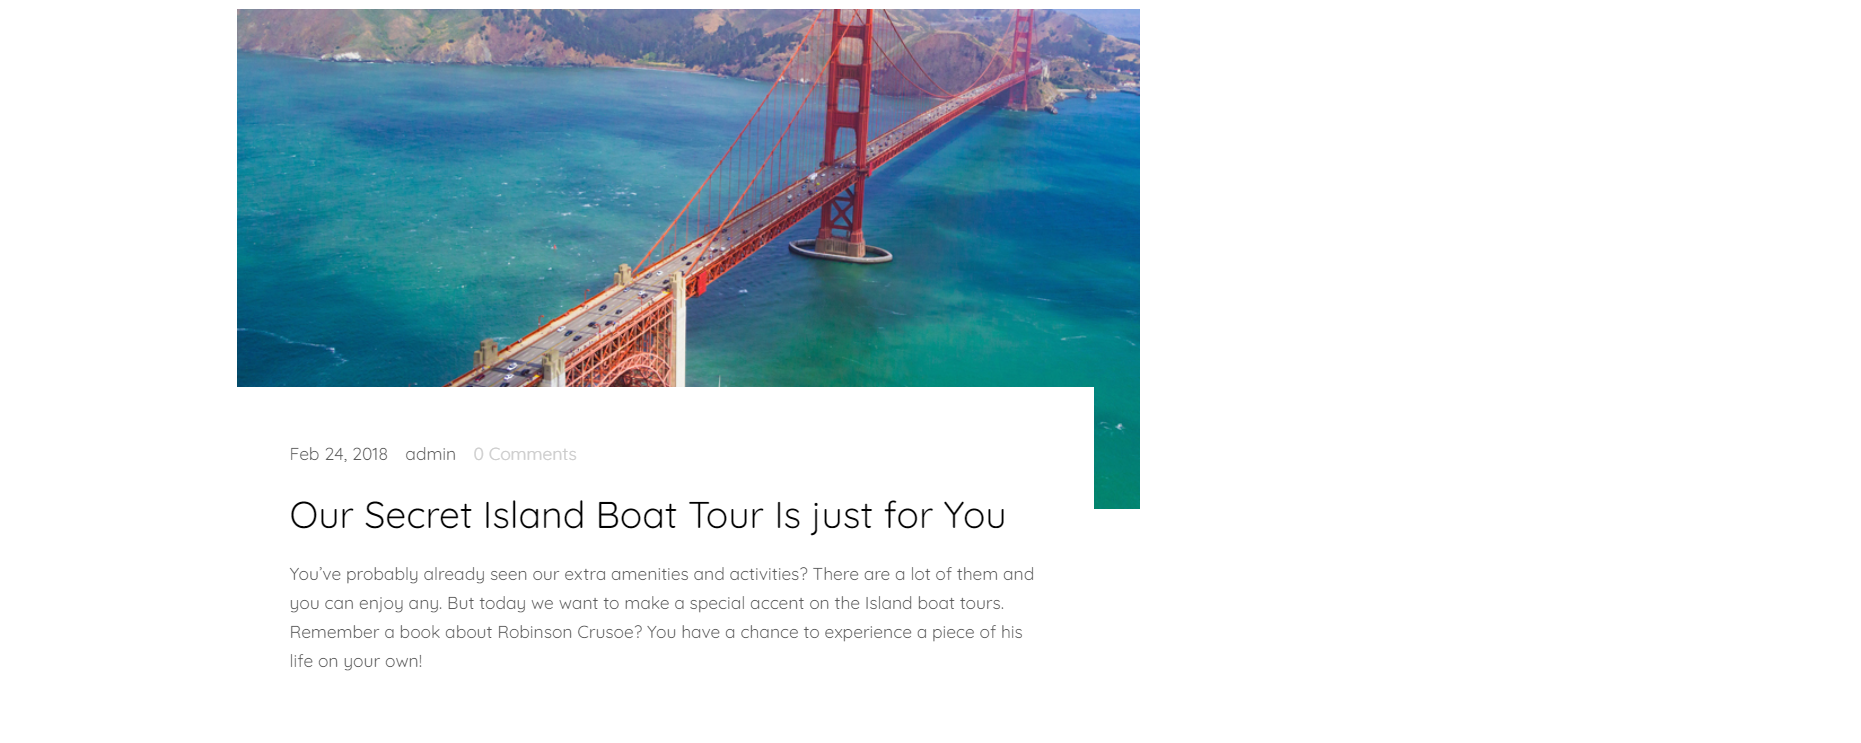 Feb 24, 2018 admin 0 Comments
Our Secret Island Boat Tour Is just for You
You’ve probably already seen our extra amenities and activities? There are a lot of them and
you can enjoy any. But today we want to make a special accent on the Island boat tours.
Remember a book about Robinson Crusoe? You have a chance to experience a piece of his
life on your own!